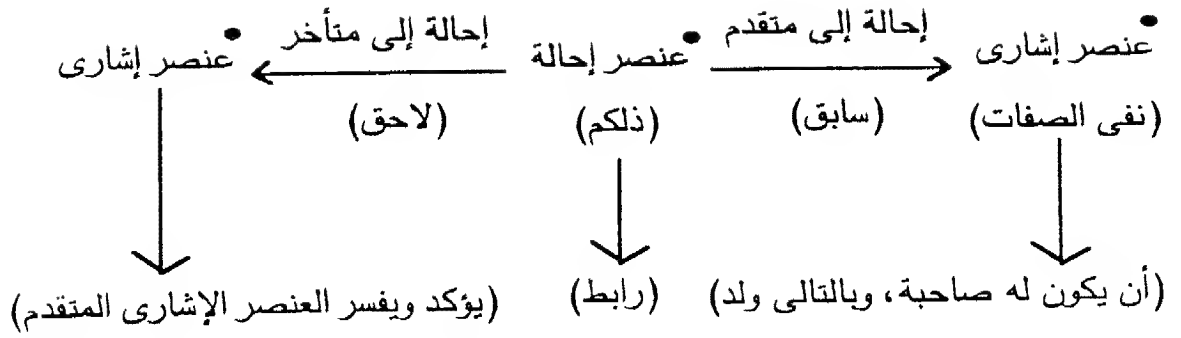 • عنصر إشارى إحالة إلى متقدم • عنصر إحالة إحالة إلى متأخر • عنصر إشارى
(نفى الصفات) (سابق) (ذلكم) (لاحق)
(أن يكون له صاحبة، وبالتالى ولد) (رابط) (يؤكد ويفسر العنصر الإشارى المتقدم)